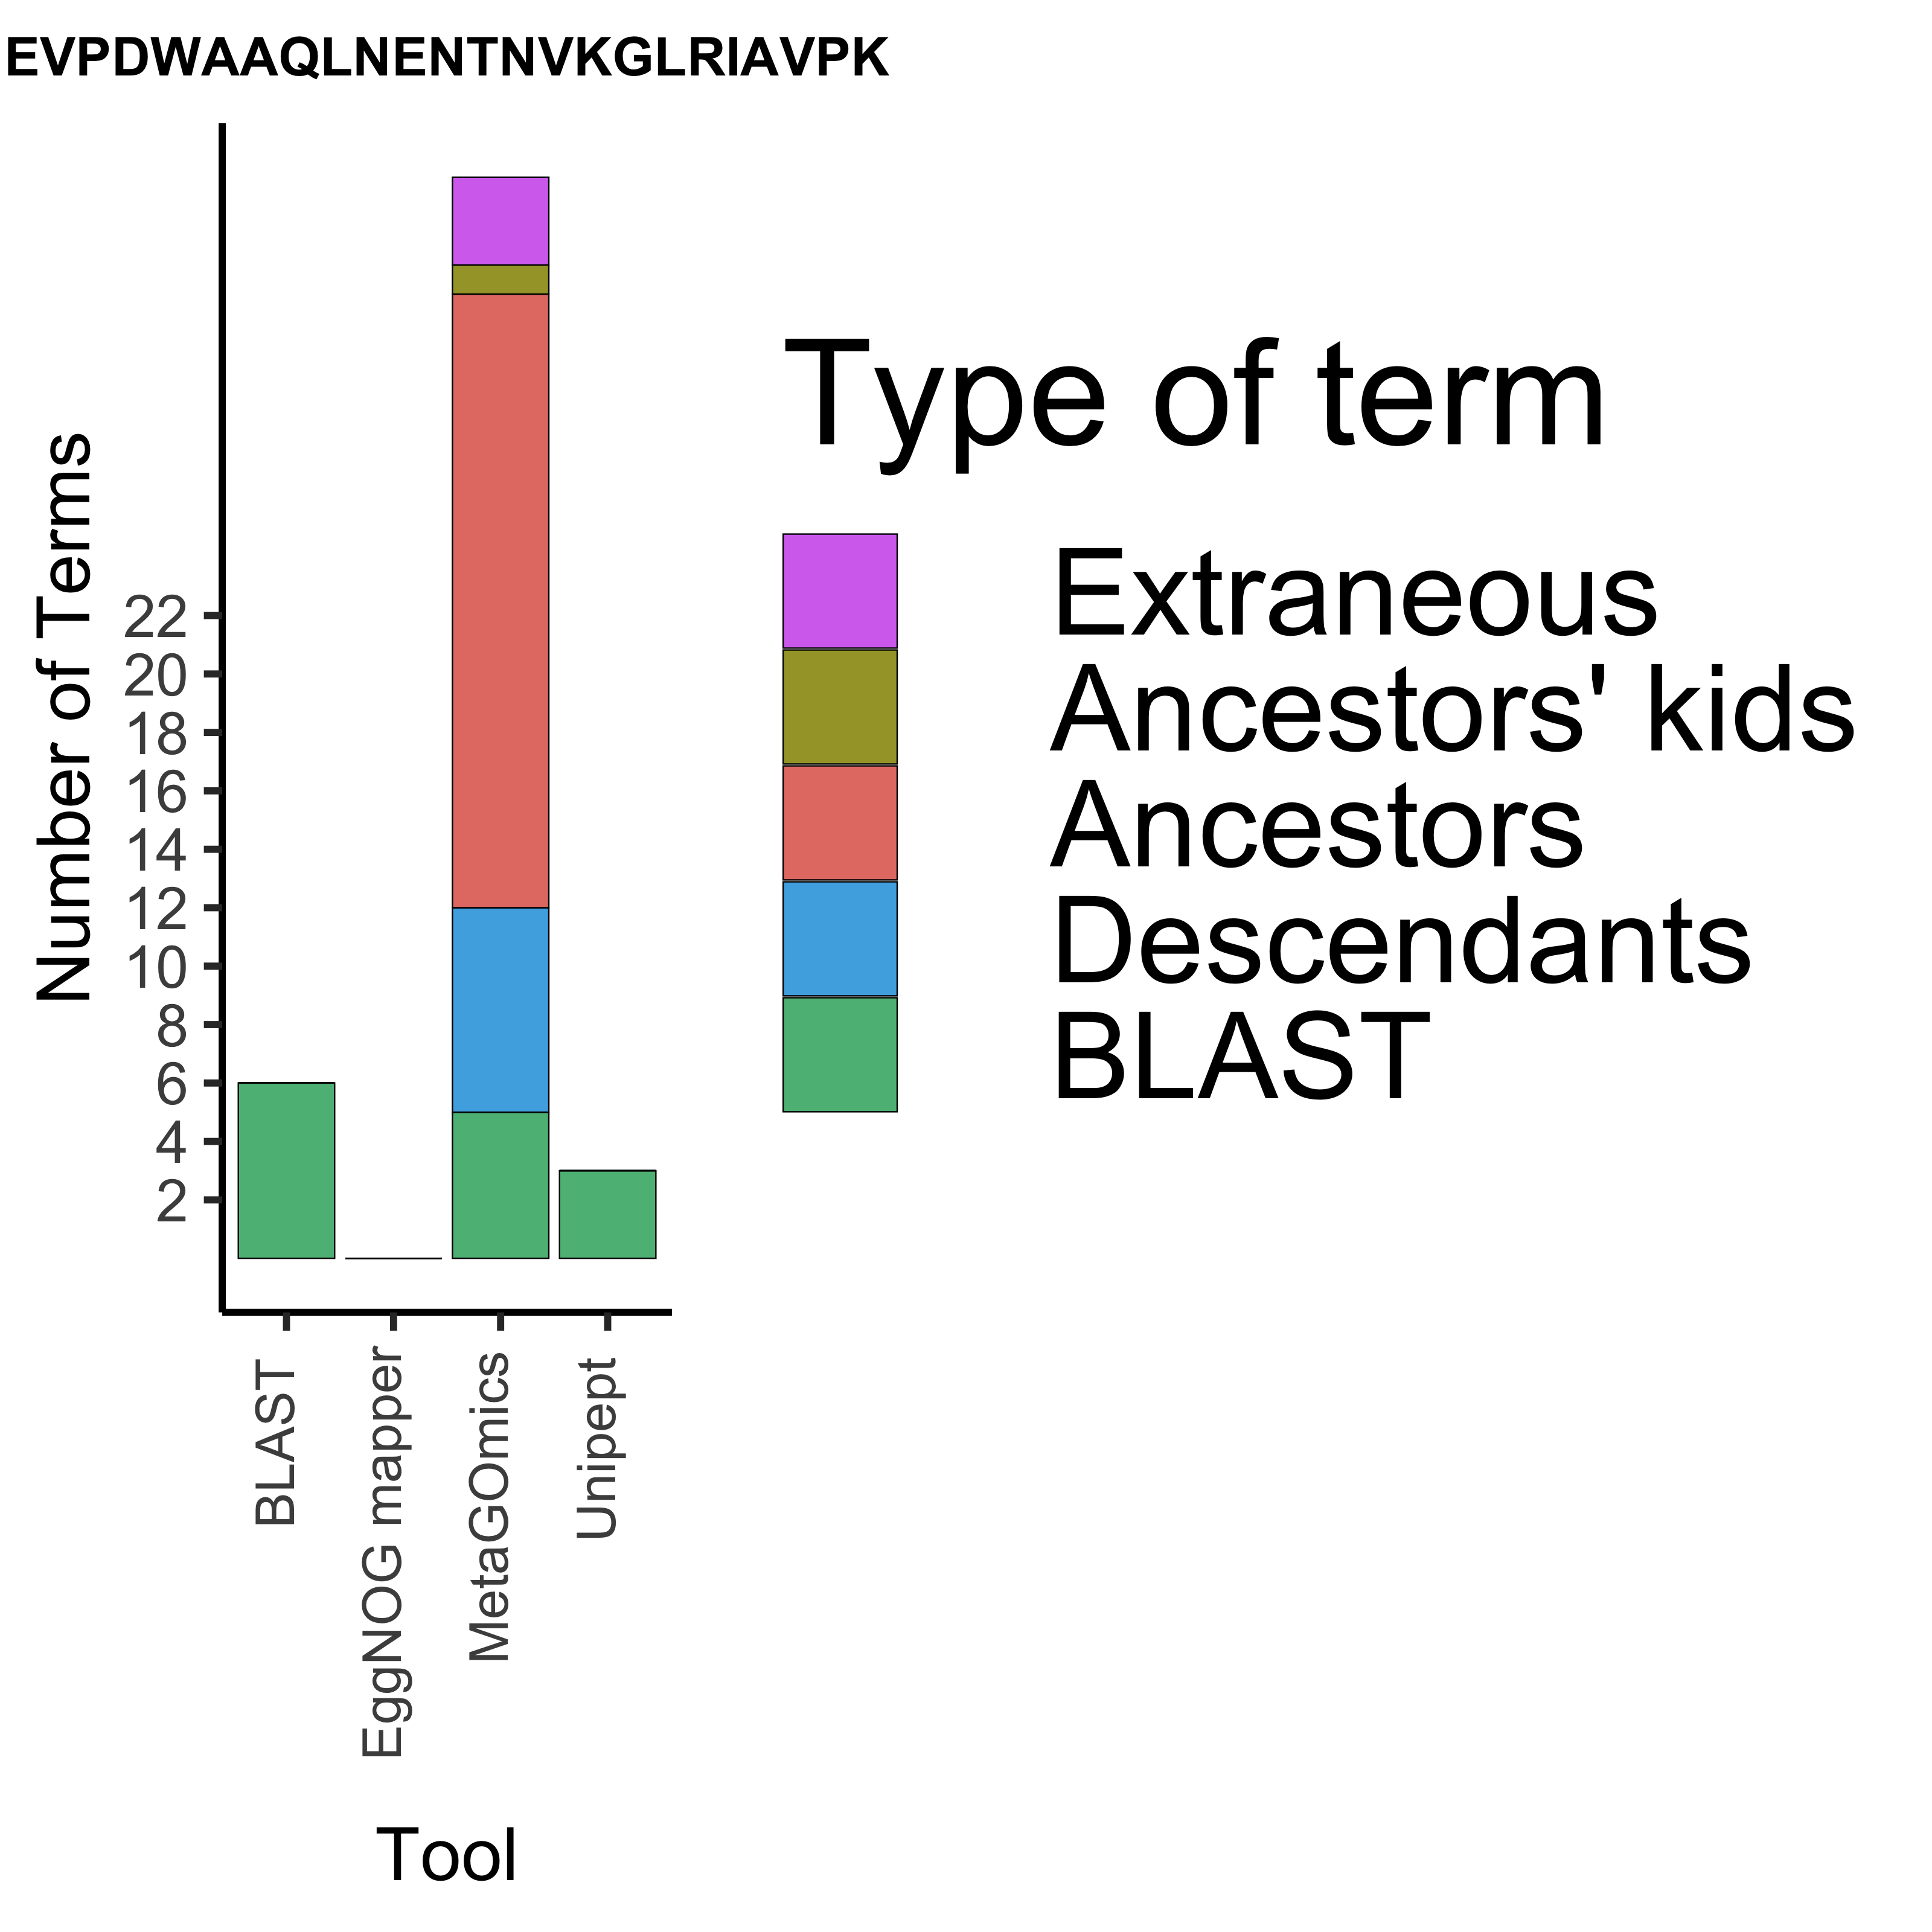 EVPDWAAQLNENTNVKGLRIAVPK
Number of Terms
22
20
18
16
14
12
10
8
6
4
2
BLAST
EggNOG mapper
MetaGOmics
Unipept
Tool
Type of term
Extraneous
Ancestors' kids
Ancestors
Descendants
BLAST